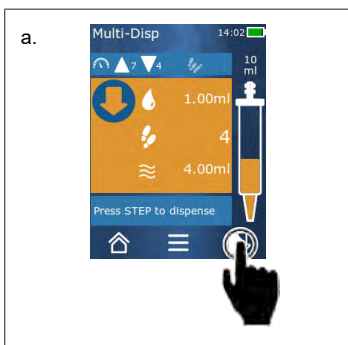 a.
Multi-Disp 14:02
7 4
10 ml
1.00ml
4
4.00ml
Press STEP to dispense